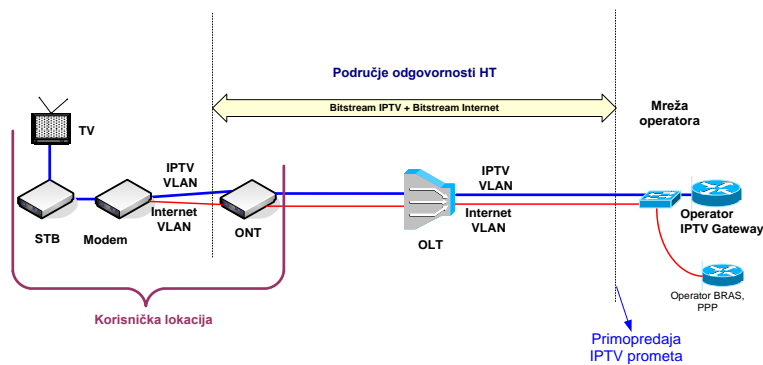 Područje odgovornosti HT
Bitstream IPTV + Bitstream Internet
Mreža
operatora
TV
IPTV
VLAN
Internet
VLAN
STB
Modem
ONT
OLT
IPTV
VLAN
Internet
VLAN
Operator
IPTV Gateway
Operator BRAS,
PPP
Korisnička lokacija
Primopredaja
IPTV prometa